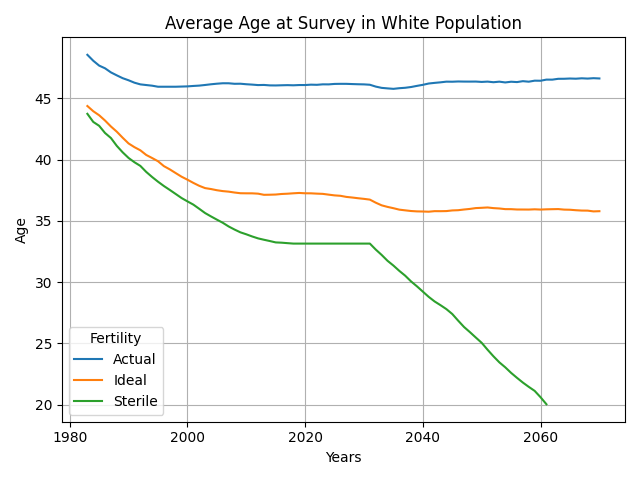 Average Age at Survey in White Population
Age
45
40
35
30
25
20
Fertility
Actual
Ideal
Sterile
1980
2000
2020
2040
2060
Years